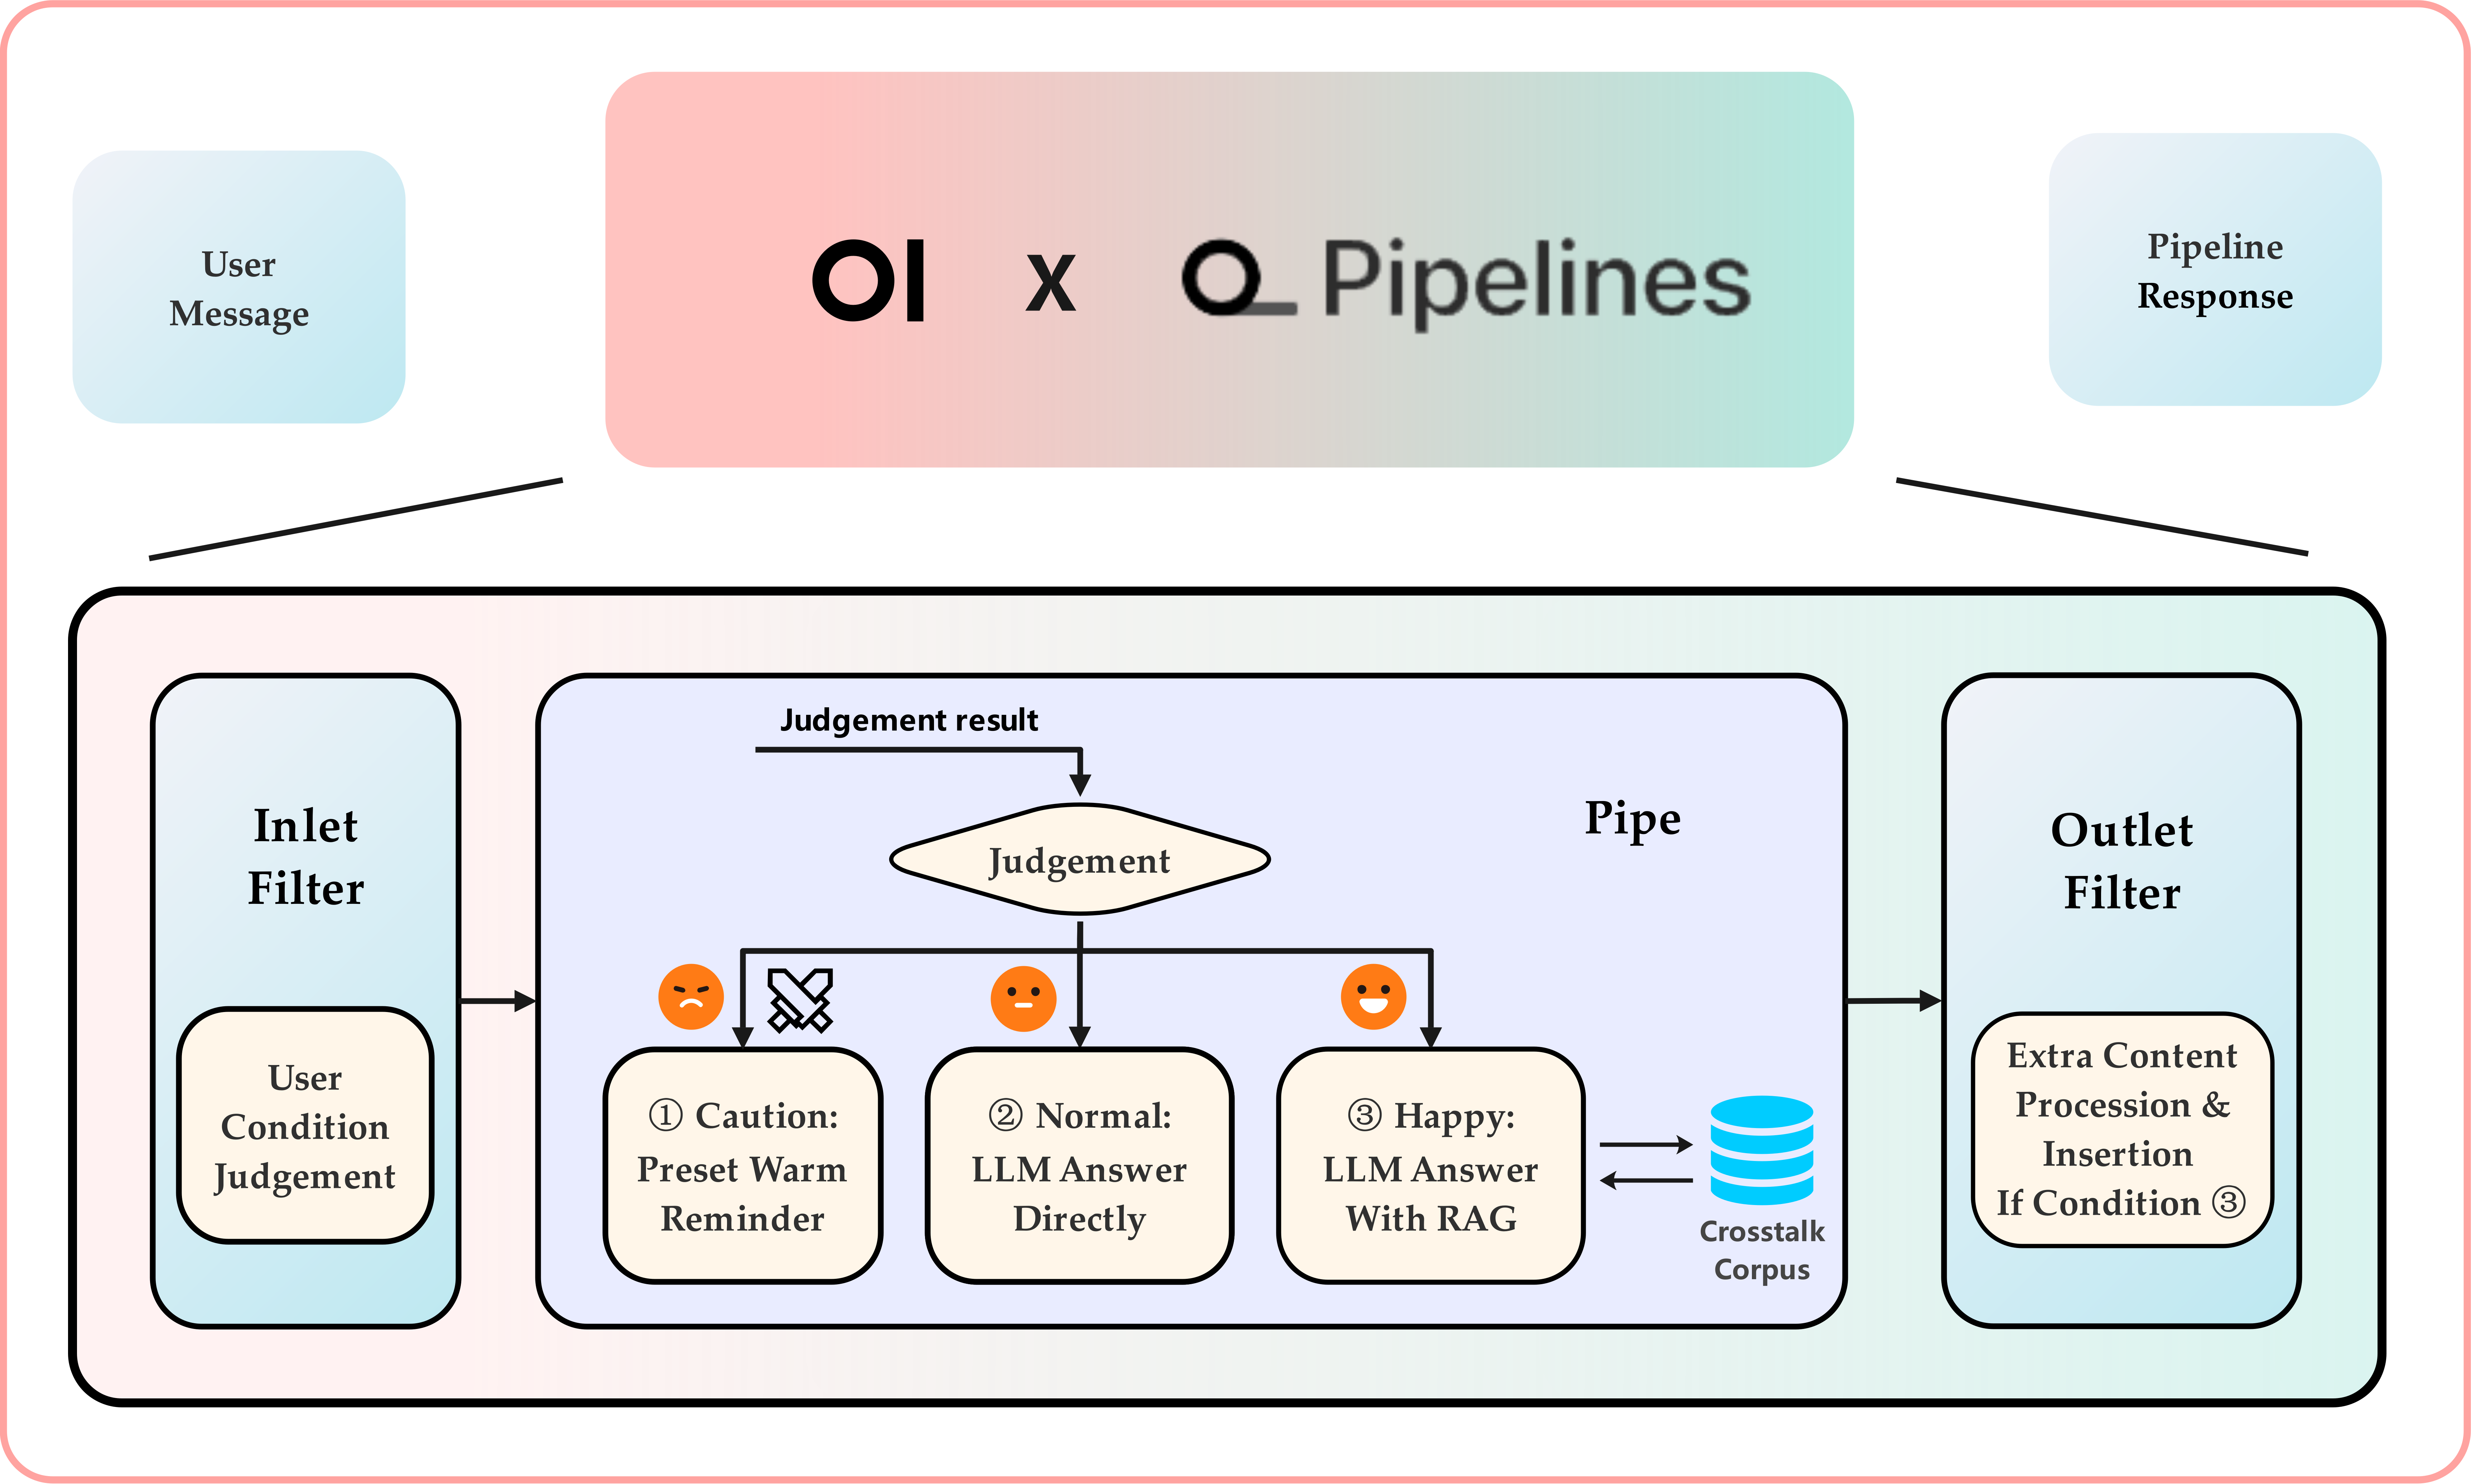 User
Message
OI x Pipelines
Pipeline
Response
Inlet
Filter
User
Condition
Judgement
Judgement result
Judgement
Pipe
① Caution:
Preset Warm
Reminder
② Normal:
LLM Answer
Directly
③ Happy:
LLM Answer
With RAG
Crosstalk
Corpus
Outlet
Filter
Extra Content
Procession &
Insertion
If Condition ③